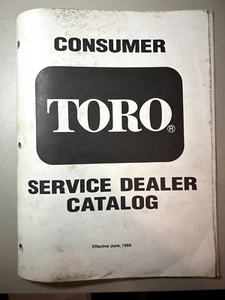 CONSUMER
TORO®
SERVICE DEALER
CATALOG
Effective June, 1994